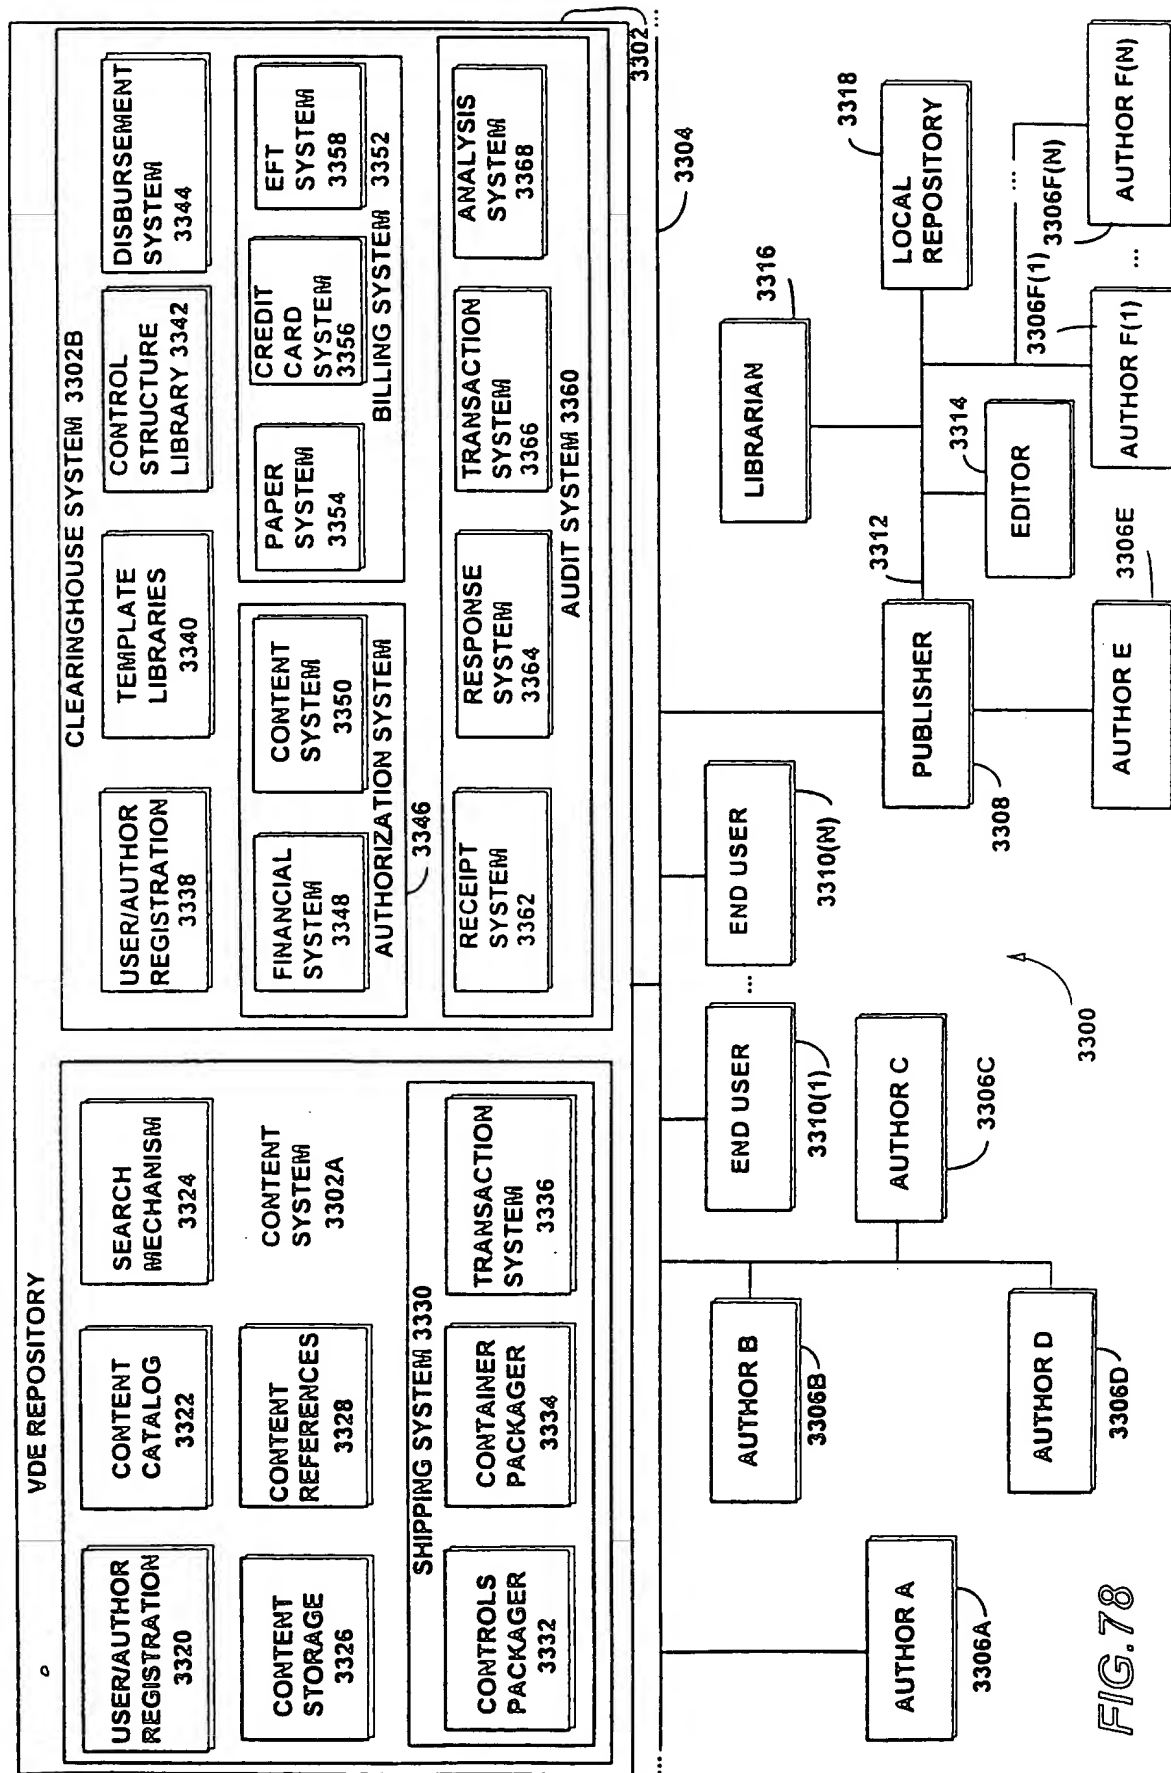 VDE REPOSITORY
USER/AUTHOR
REGISTRATION
3320
CONTENT
CATALOG
3322
SEARCH
MECHANISM
3324
CONTENT
STORAGE
3326
CONTENT
REFERENCES
3328
CONTENT
SYSTEM
3302A
SHIPPING SYSTEM 3330
CONTROLS
PACKAGER
3332
CONTAINER
PACKAGER
3334
TRANSACTION
SYSTEM
3336
CLEARINGHOUSE SYSTEM 3302B
USER/AUTHOR
REGISTRATION
3338
TEMPLATE
LIBRARIES
3340
CONTROL
STRUCTURE
LIBRARY 3342
DISBURSEMENT
SYSTEM
3344
FINANCIAL
SYSTEM
3348
CONTENT
SYSTEM
3350
AUTHORIZATION SYSTEM
3346
PAPER
SYSTEM
3354
CREDIT
CARD
SYSTEM
3356
EFT
SYSTEM
3358
BILLING SYSTEM 3352
RECEIPT
SYSTEM
3362
RESPONSE
SYSTEM
3364
TRANSACTION
SYSTEM
3366
ANALYSIS
SYSTEM
3368
AUDIT SYSTEM 3360
3302
...
...
3304
AUTHOR A
3306A
AUTHOR B
3306B
AUTHOR C
3306C
AUTHOR D
3306D
END USER
3310(1)
...
END USER
3310(N)
3300
PUBLISHER
3308
3312
AUTHOR E
3306E
LIBRARIAN
3316
EDITOR
3314
LOCAL
REPOSITORY
3318
AUTHOR F(1)
3306F(1)
...
...
AUTHOR F(N)
3306F(N)
FIG.78